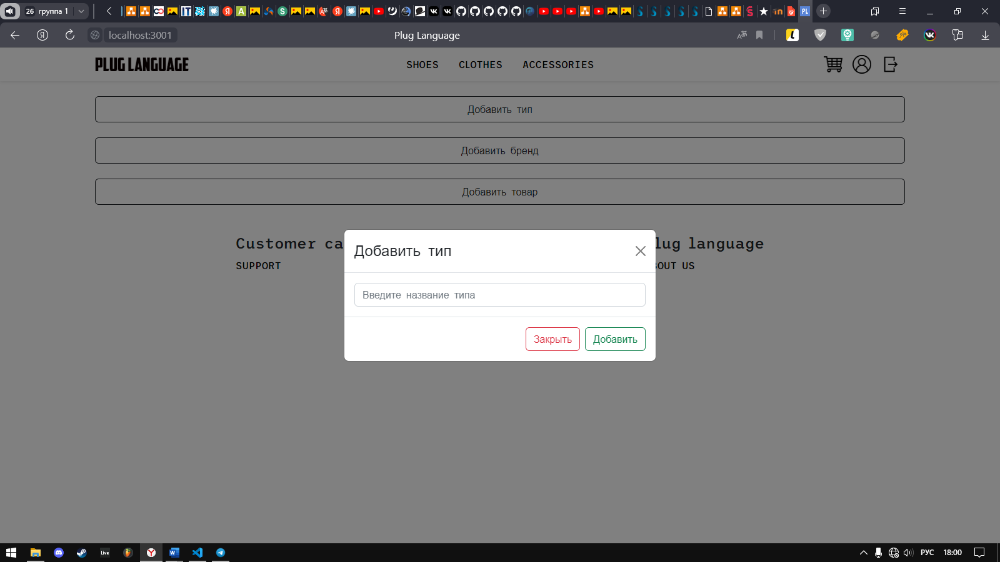 26 группа 1
localhost:3001
Plug Language
PLUG LANGUAGE
SHOES CLOTHES ACCESSORIES
Добавить тип
Добавить бренд
Добавить товар
Customer ca
lug language
SUPPORT
BOUT US
Добавить тип
Введите название типа
Закрыть Добавить
Live
РУС 18:00